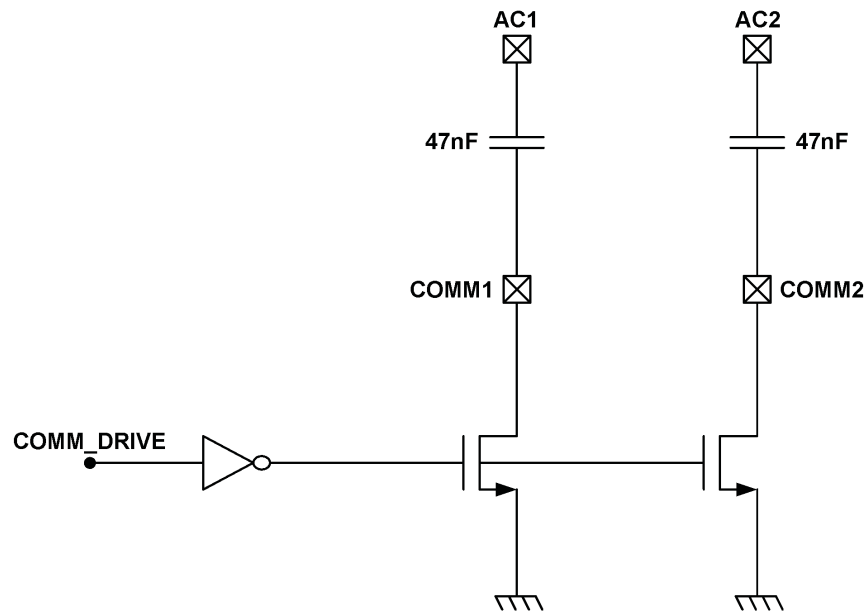 AC1
AC2
47nF
47nF
COMM1
COMM2
COMM_DRIVE